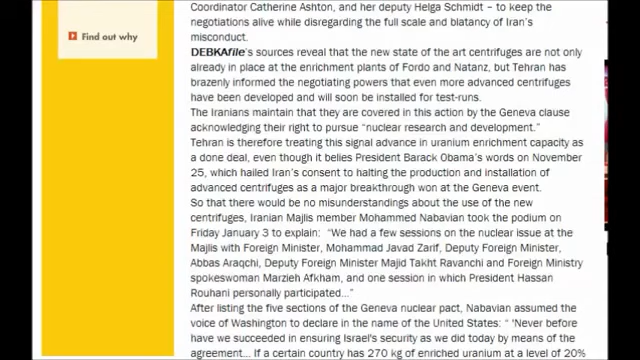 Coordinator Catherine Ashton, and her deputy Helga Schmidt – to keep the
negotiations alive while disregarding the full scale and blatancy of Iran's
misconduct.
Find out why
DEBKAfile's sources reveal that the new state of the art centrifuges are not only
already in place at the enrichment plants of Fordo and Natanz, but Tehran has
brazenly informed the negotiating powers that even more advanced centrifuges
have been developed and will soon be installed for test-runs.
The Iranians maintain that they are covered in this action by the Geneva clause
acknowledging their right to pursue "nuclear research and development."
Tehran is therefore treating this signal advance in uranium enrichment capacity as
a done deal, even though it belies President Barack Obama's words on November
25, which hailed Iran's consent to halting the production and installation of
advanced centrifuges as a major breakthrough won at the Geneva event.
So that there would be no misunderstandings about the use of the new
centrifuges, Iranian Majlis member Mohammed Nabavian took the podium on
Friday January 3 to explain: "We had a few sessions on the nuclear issue at the
Majlis with Foreign Minister, Mohammad Javad Zarif, Deputy Foreign Minister,
Abbas Araqchi, Deputy Foreign Minister Majid Takht Ravanchi and Foreign Ministry
spokeswoman Marzieh Afkham, and one session in which President Hassan
Rouhani personally participated..."
After listing the five sections of the Geneva nuclear pact, Nabavian assumed the
voice of Washington to declare in the name of the United States: " 'Never before
have we succeeded in ensuring Israel's security as we did today by means of the
agreement... If a certain country has 270 kg of enriched uranium at a level of 20%